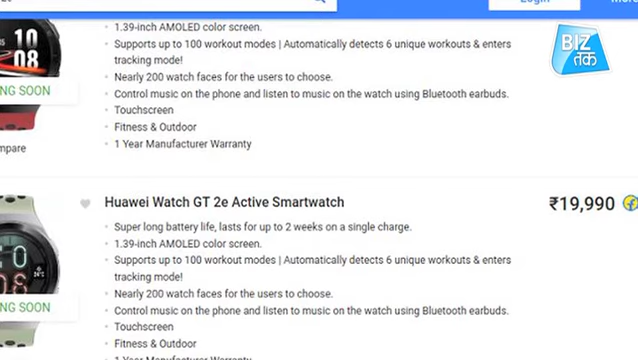 Login
BIZ
तक
1.39-inch AMOLED color screen.
Supports up to 100 workout modes | Automatically detects 6 unique workouts & enters
tracking mode!
Nearly 200 watch faces for the users to choose.
Control music on the phone and listen to music on the watch using Bluetooth earbuds.
Touchscreen
Fitness & Outdoor
1 Year Manufacturer Warranty
10
08
NG SOON
mpare
Huawei Watch GT 2e Active Smartwatch
₹19,990
Super long battery life, lasts for up to 2 weeks on a single charge.
1.39-inch AMOLED color screen.
Supports up to 100 workout modes | Automatically detects 6 unique workouts & enters
tracking mode!
Nearly 200 watch faces for the users to choose.
Control music on the phone and listen to music on the watch using Bluetooth earbuds.
Touchscreen
Fitness & Outdoor
1 Year Manufacturer Warranty
NG SOON